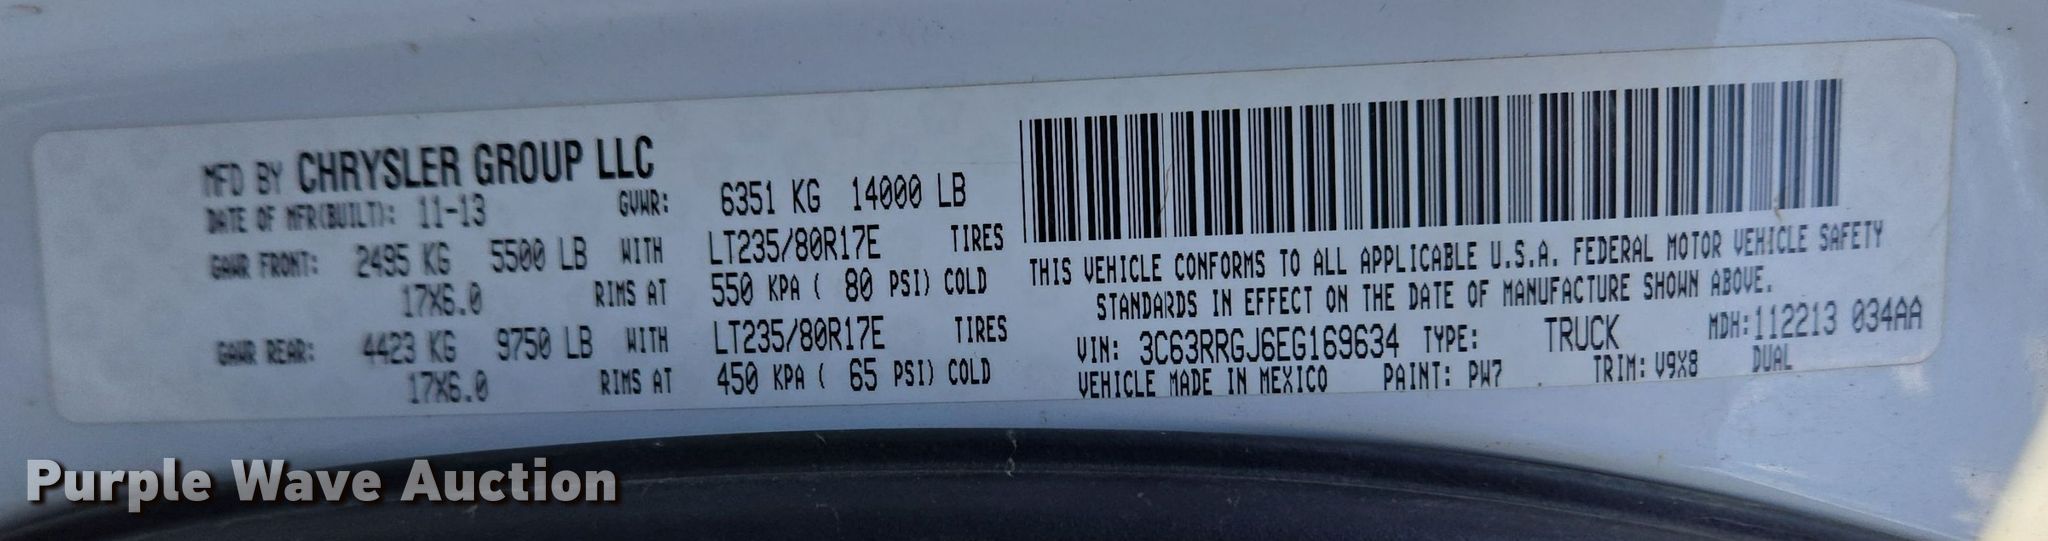 MFD BY CHRYSLER GROUP LLC
DATE OF MFR(BUILT): 11-13 GVWR: 6351 KG 14000 LB
GAWR FRONT: 2495 KG 5500 LB WITH LT235/80R17E TIRES
17X6.0 RIMS AT 550 KPA ( 80 PSI) COLD
GAWR REAR: 4423 KG 9750 LB WITH LT235/80R17E TIRES
17X6.0 RIMS AT 450 KPA ( 65 PSI) COLD
THIS VEHICLE CONFORMS TO ALL APPLICABLE U.S.A. FEDERAL MOTOR VEHICLE SAFETY
STANDARDS IN EFFECT ON THE DATE OF MANUFACTURE SHOWN ABOVE.
VIN: 3C63RRGJ6EG169634 TYPE: TRUCK MDH: 112213 034AA
VEHICLE MADE IN MEXICO PAINT: PW7 TRIM: V9X8 DUAL
Purple Wave Auction